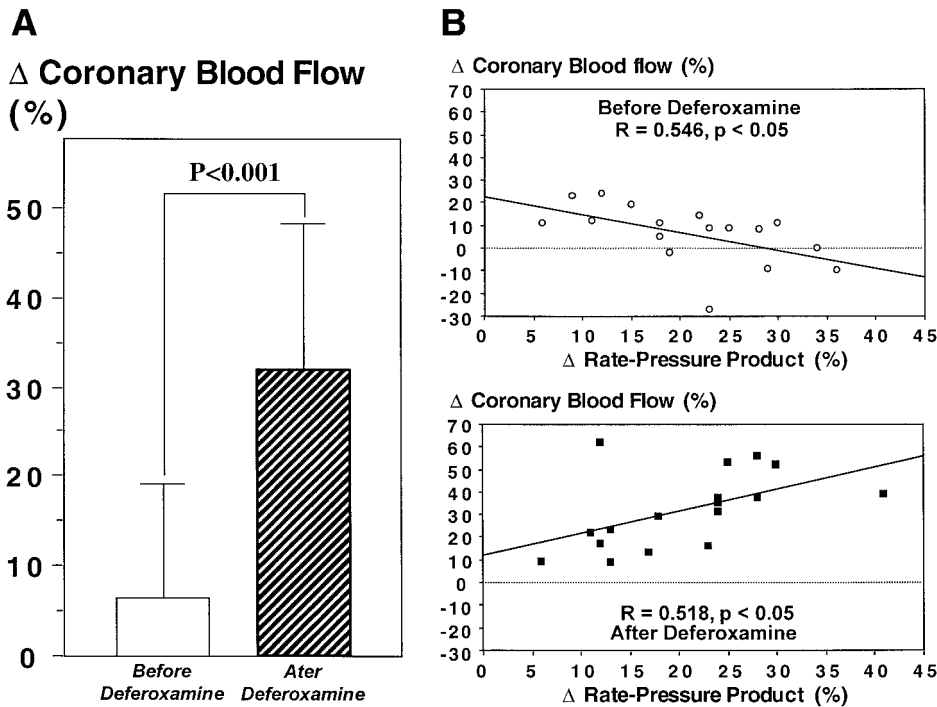 A
Δ Coronary Blood Flow
(%)
P<0.001
50
40
30
20
10
0
Before
Deferoxamine
Ater
Deferoxamine
B
Δ Coronary Blood flow (%)
70
60
50
40
30
20
10
0
-10
-20
-30
Before Deferoxamine
R = 0.546, p < 0.05
0 5 10 15 20 25 30 35 40 45
Δ Rate-Pressure Product (%)
Δ Coronary Blood Flow (%)
70
60
50
40
30
20
10
0
-10
-20
-30
R = 0.518, p < 0.05
After Deferoxamine
0 5 10 15 20 25 30 35 40 45
Δ Rate-Pressure Product (%)